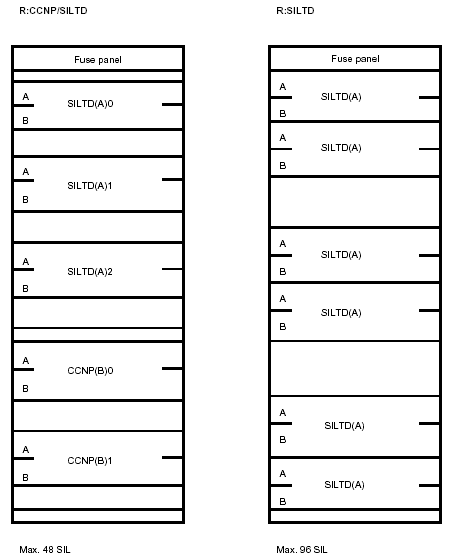 R:CCNP/SILTD
Fuse panel
A
SILTD(A)0
B
A
SILTD(A)1
B
A
SILTD(A)2
B
A
CCNP(B)0
B
A
CCNP(B)1
B
Max. 48 SIL
R:SILTD
Fuse panel
A
SILTD(A)
B
A
SILTD(A)
B
A
SILTD(A)
B
A
SILTD(A)
B
A
SILTD(A)
B
A
SILTD(A)
B
Max. 96 SIL